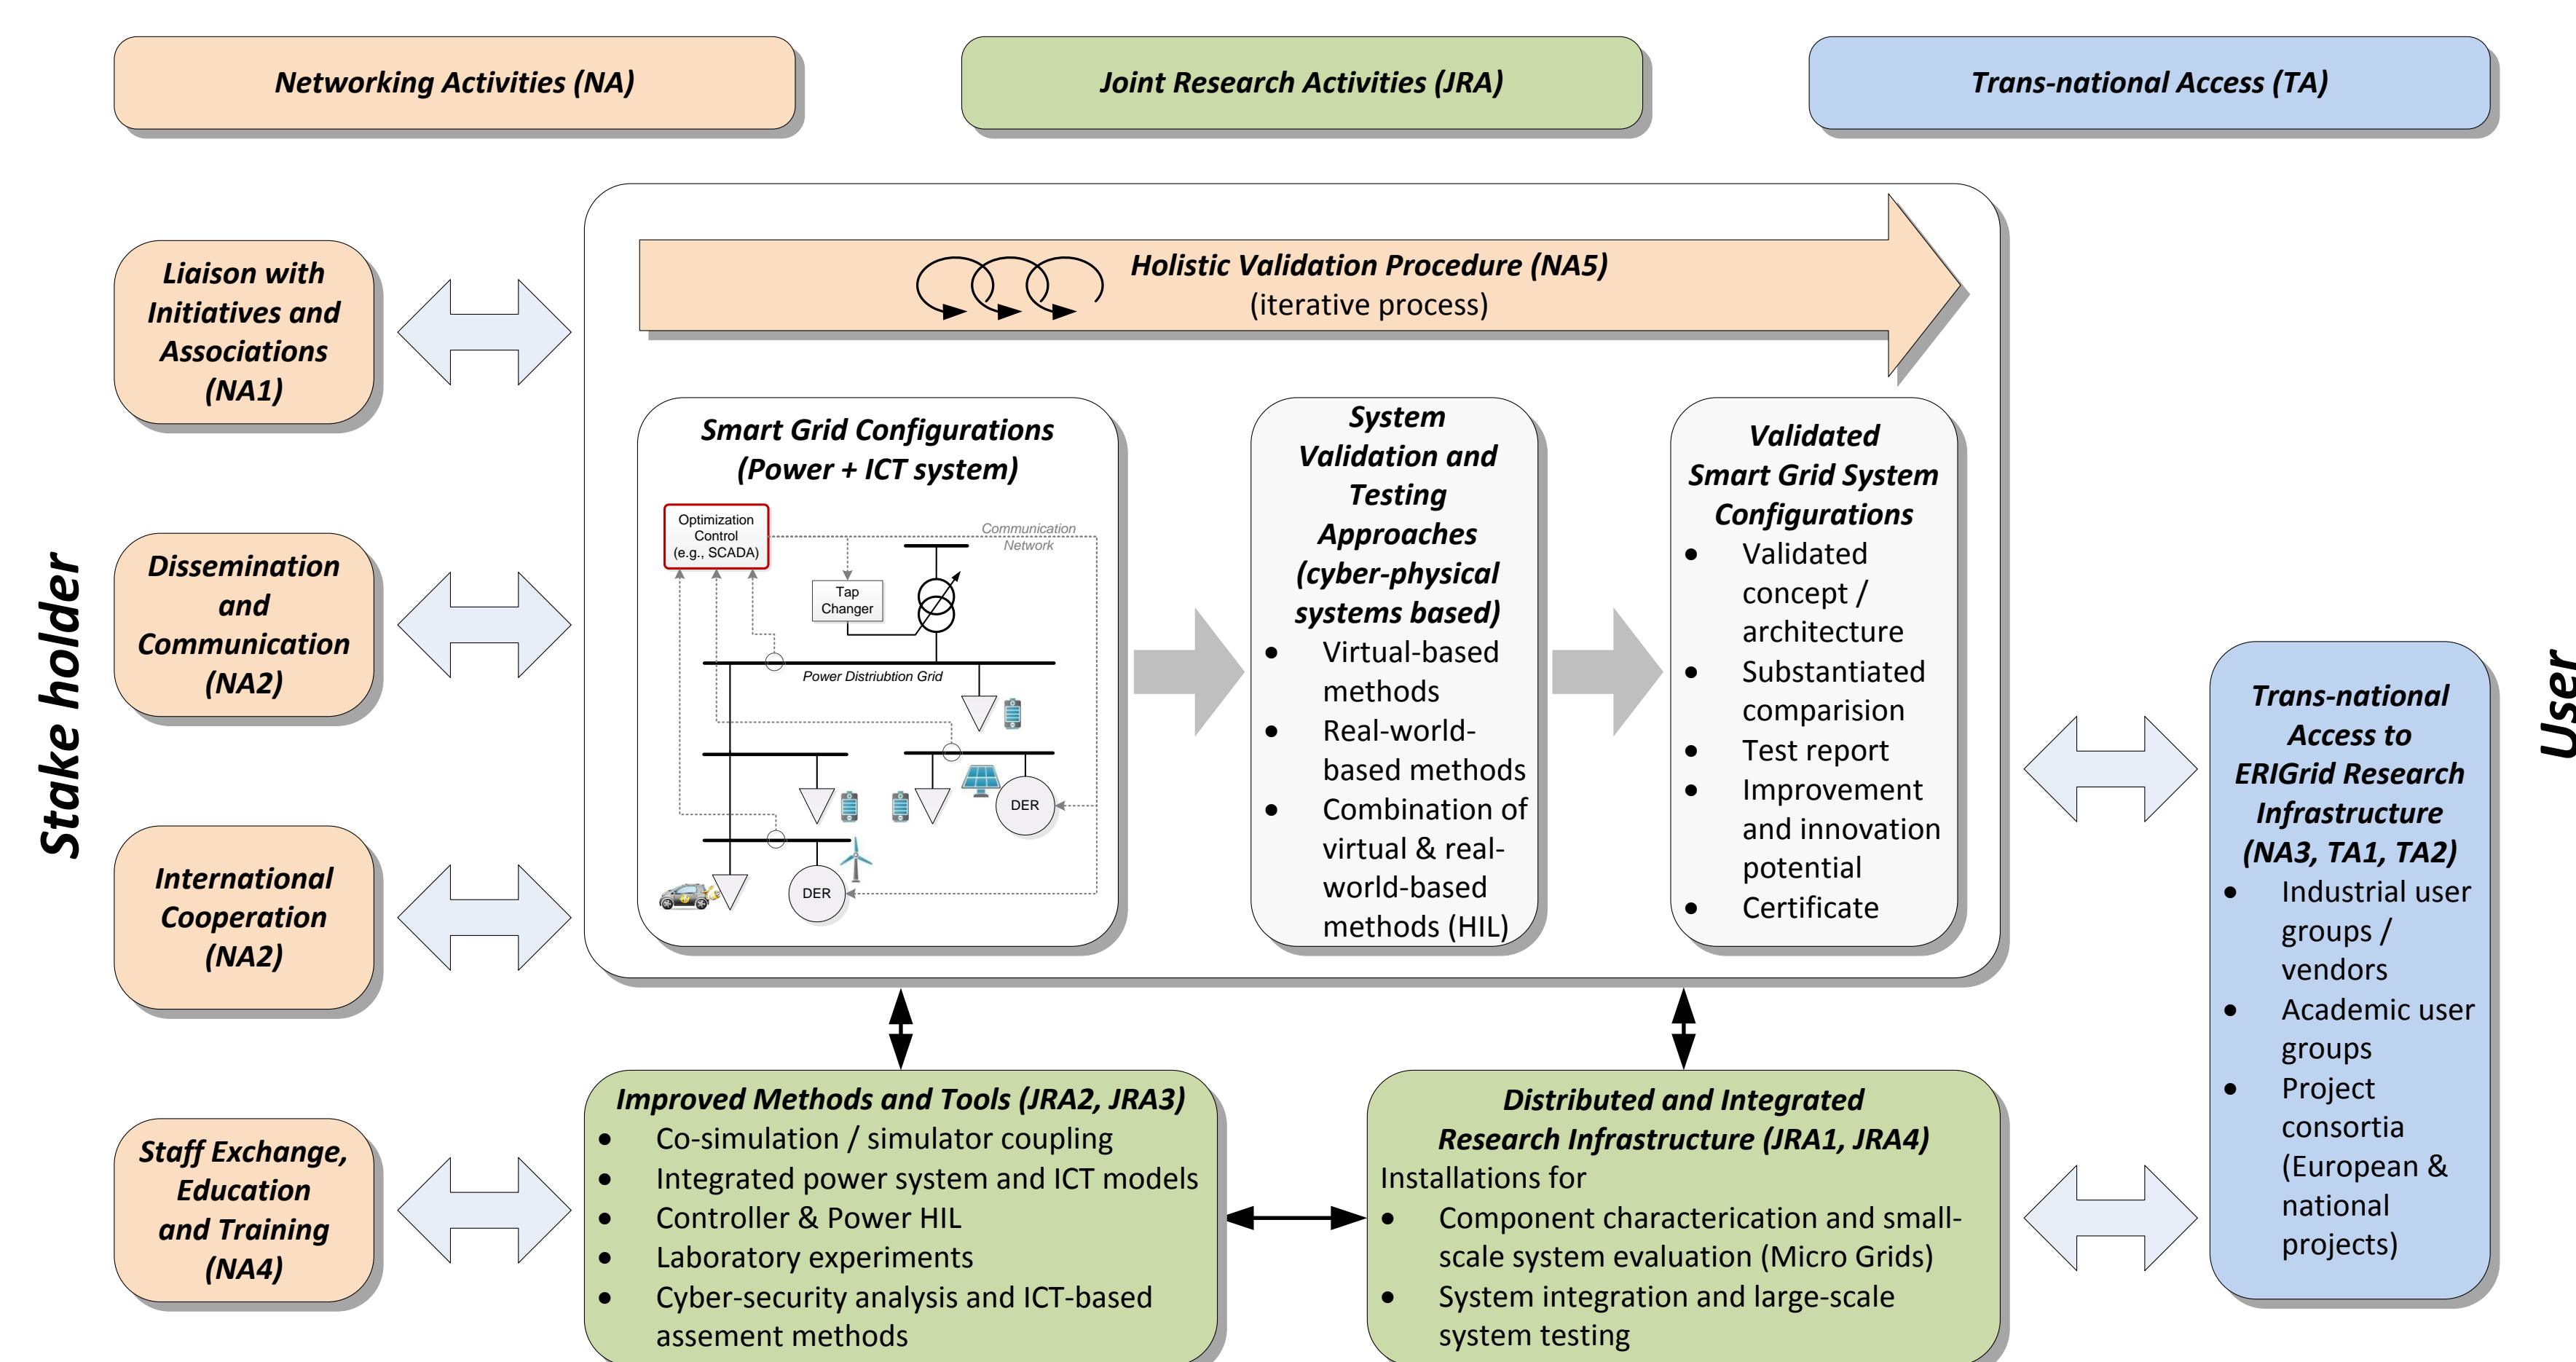 Networking Activities (NA)
Joint Research Activities (JRA)
Trans-national Access (TA)
Stake holder
Liaison with
Initiatives and
Associations
(NA1)
Dissemination
and
Communication
(NA2)
International
Cooperation
(NA2)
Staff Exchange,
Education
and Training
(NA4)
Holistic Validation Procedure (NA5)
(iterative process)
Smart Grid Configurations
(Power + ICT system)
Optimization
Control
(e.g., SCADA)
Communication
Network
Tap
Changer
Power Distriubtion Grid
DER
DER
System
Validation and
Testing
Approaches
(cyber-physical
systems based)
• Virtual-based
methods
• Real-world-
based methods
• Combination of
virtual & real-
world-based
methods (HIL)
Validated
Smart Grid System
Configurations
• Validated
concept /
architecture
• Substantiated
comparision
• Test report
• Improvement
and innovation
potential
• Certificate
Improved Methods and Tools (JRA2, JRA3)
• Co-simulation / simulator coupling
• Integrated power system and ICT models
• Controller & Power HIL
• Laboratory experiments
• Cyber-security analysis and ICT-based
assement methods
Distributed and Integrated
Research Infrastructure (JRA1, JRA4)
Installations for
• Component characterication and small-
scale system evaluation (Micro Grids)
• System integration and large-scale
system testing
Trans-national
Access to
ERIGrid Research
Infrastructure
(NA3, TA1, TA2)
• Industrial user
groups /
vendors
• Academic user
groups
• Project
consortia
(European &
national
projects)
User